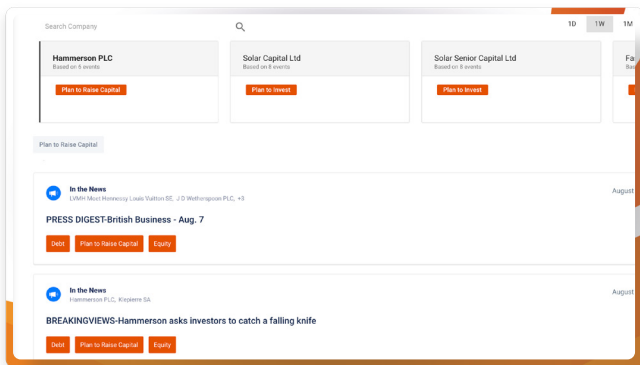 Search Company
1D 1W 1M
Hammerson PLC
Based on 6 events
Plan to Raise Capital
Solar Capital Ltd
Based on 8 events
Plan to Invest
Solar Senior Capital Ltd
Based on 8 events
Plan to Invest
Fa
Bas
Plan to Raise Capital
In the News
LVMH Moet Hennessy Louis Vuitton SE, J D Wetherspoon PLC, +3
August
PRESS DIGEST-British Business - Aug. 7
Debt
Plan to Raise Capital
Equity
In the News
Hammerson PLC, Klepierre SA
August
BREAKINGVIEWS-Hammerson asks investors to catch a falling knife
Debt
Plan to Raise Capital
Equity